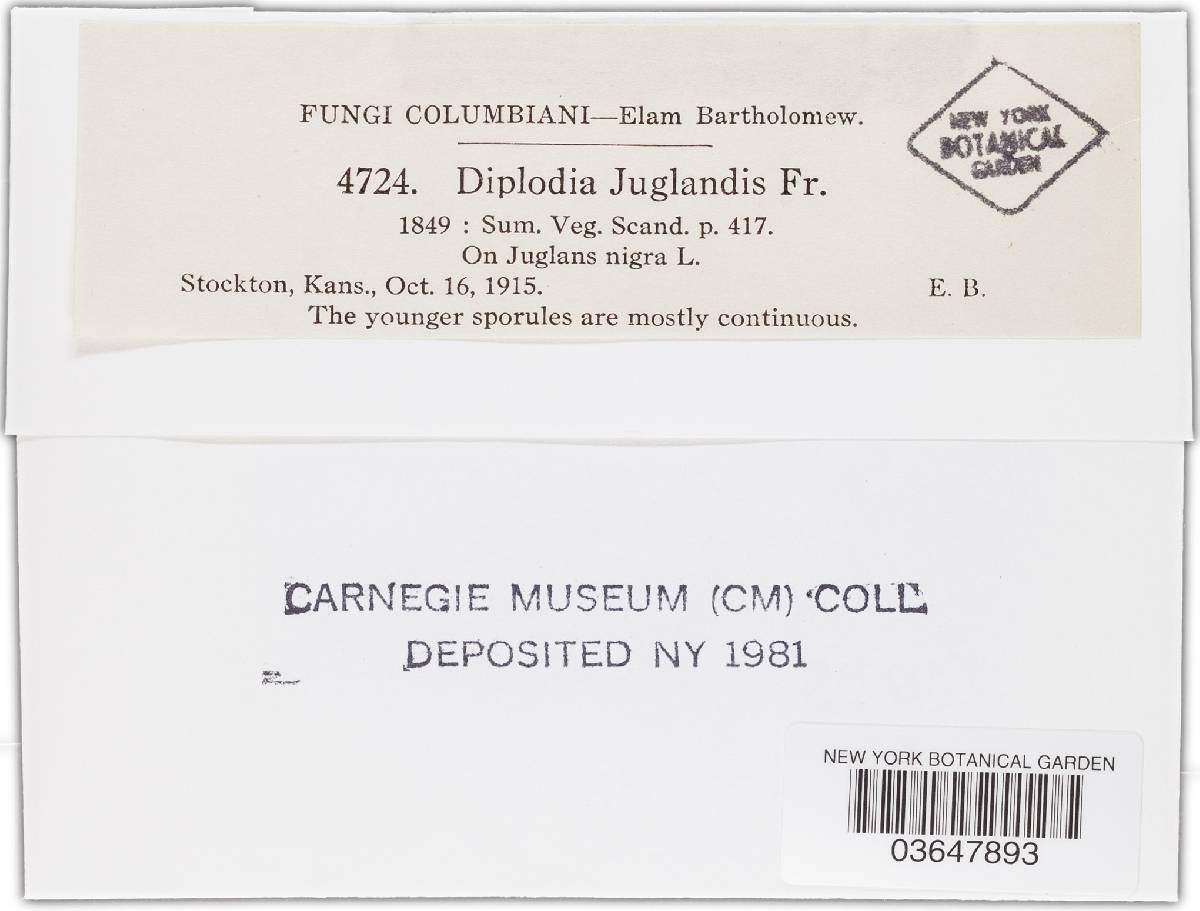 FUNGI COLUMBIANI—Elam Bartholomew.
NEW YORK
BOTANICAL
GARDEN
4724. Diplodia Juglandis Fr.
1849 : Sum. Veg. Scand. p. 417.
On Juglans nigra L.
Stockton, Kans., Oct. 16, 1915. E. B.
The younger sporules are mostly continuous.
CARNEGIE MUSEUM (CM) COLL
DEPOSITED NY 1981
NEW YORK BOTANICAL GARDEN
03647893